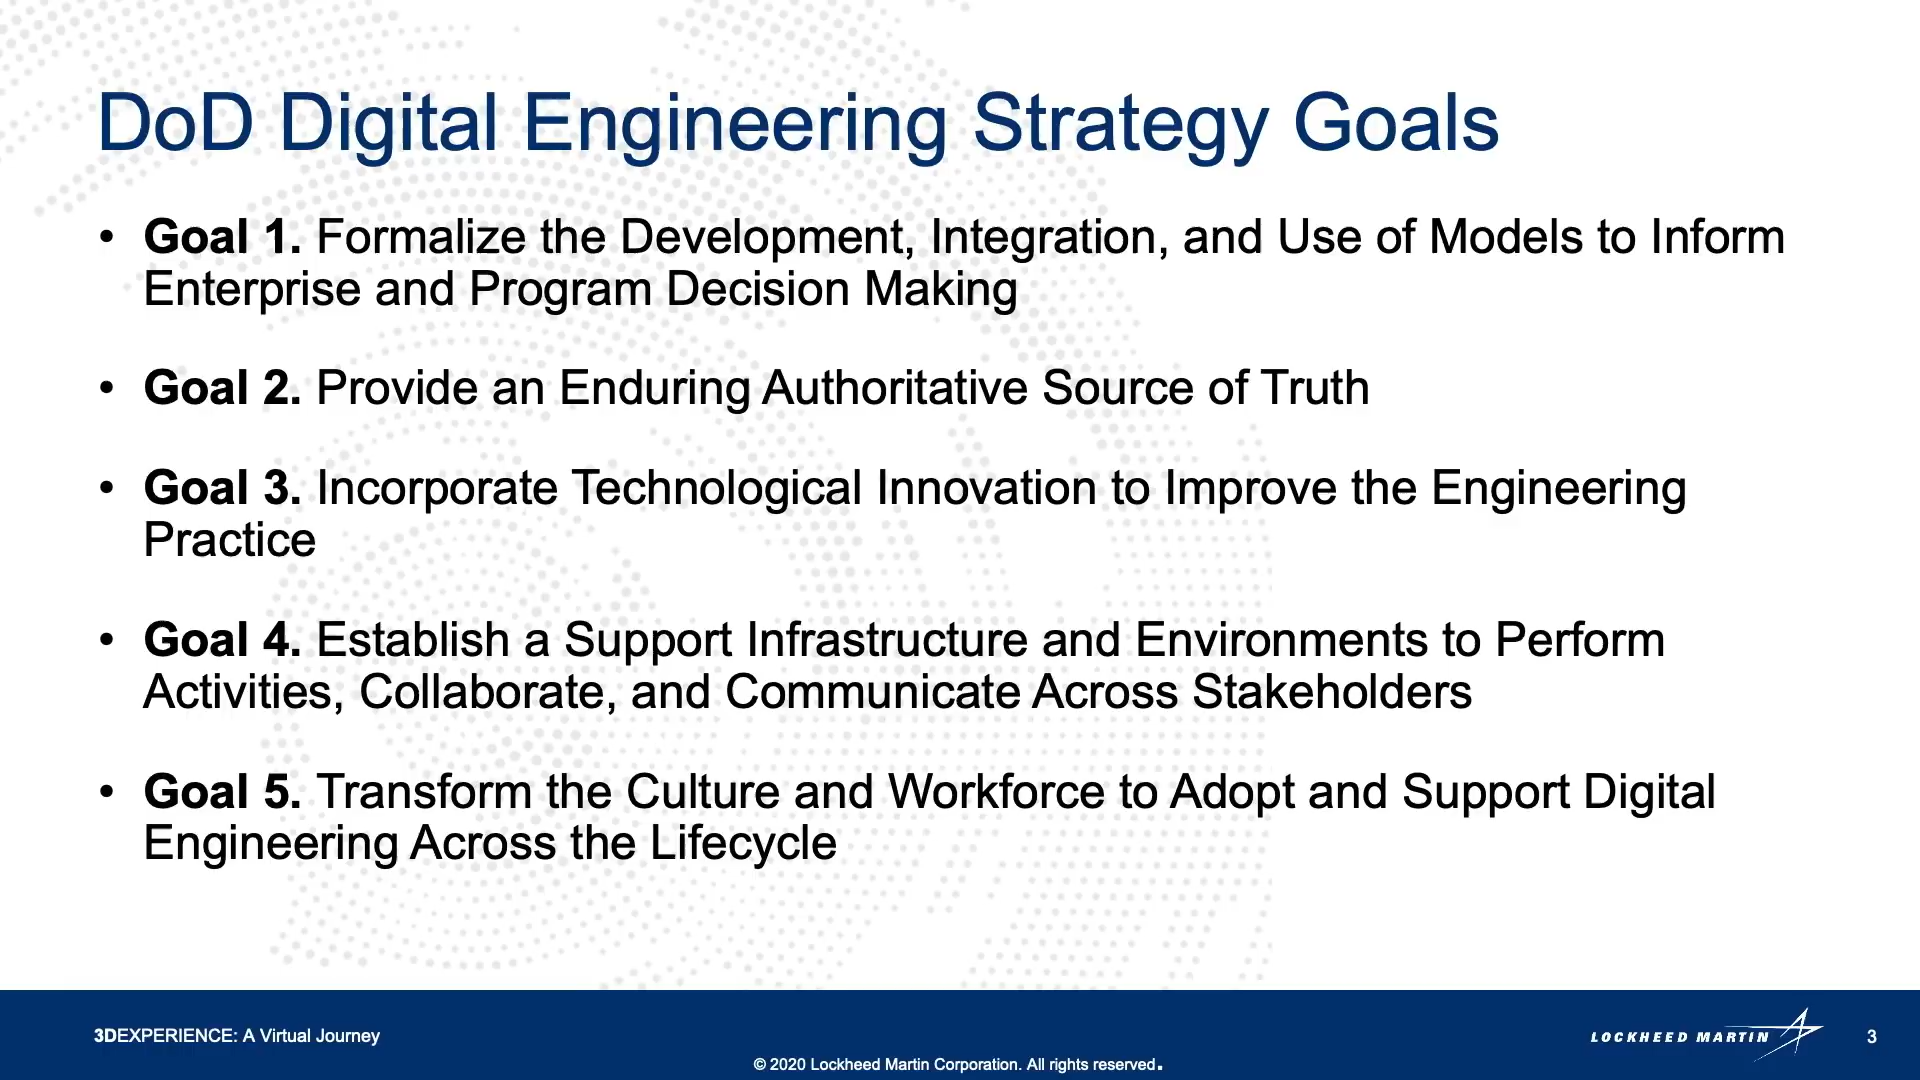 DoD Digital Engineering Strategy Goals
• Goal 1. Formalize the Development, Integration, and Use of Models to Inform
Enterprise and Program Decision Making
• Goal 2. Provide an Enduring Authoritative Source of Truth
• Goal 3. Incorporate Technological Innovation to Improve the Engineering
Practice
• Goal 4. Establish a Support Infrastructure and Environments to Perform
Activities, Collaborate, and Communicate Across Stakeholders
• Goal 5. Transform the Culture and Workforce to Adopt and Support Digital
Engineering Across the Lifecycle
3DEXPERIENCE: A Virtual Journey
LOCKHEED MARTIN
3
© 2020 Lockheed Martin Corporation. All rights reserved.